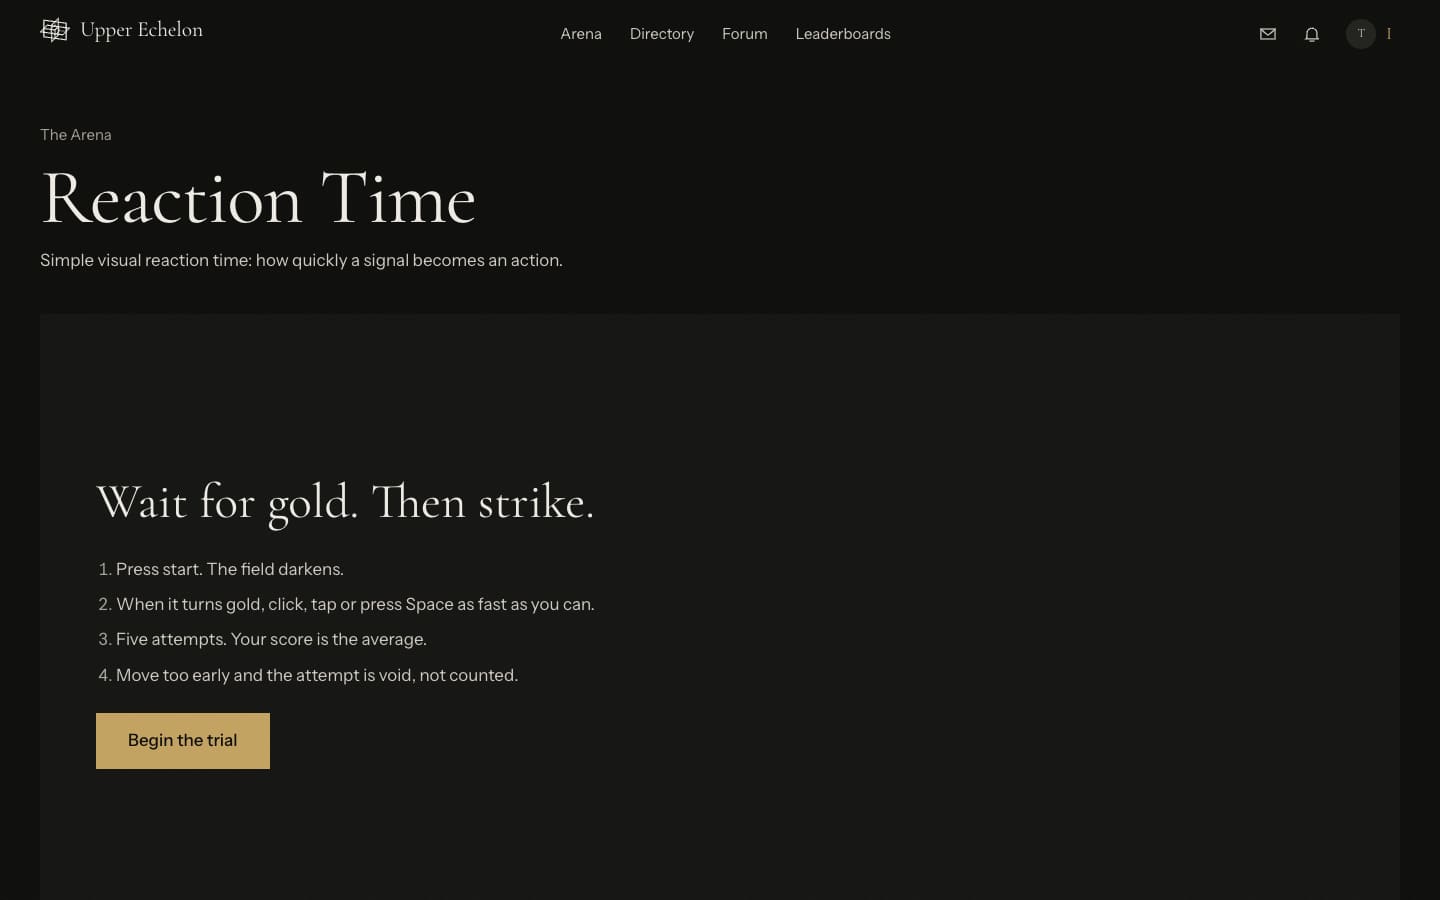 Upper Echelon
Arena
Directory
Forum
Leaderboards
T
I
The Arena
Reaction Time
Simple visual reaction time: how quickly a signal becomes an action.
Wait for gold. Then strike.
1. Press start. The field darkens.
2. When it turns gold, click, tap or press Space as fast as you can.
3. Five attempts. Your score is the average.
4. Move too early and the attempt is void, not counted.
Begin the trial